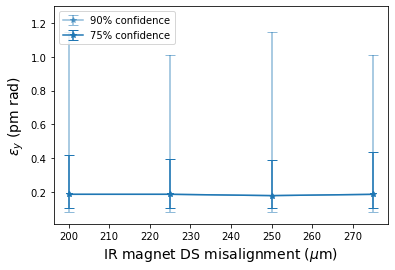 90% confidence
75% confidence
1.2
1.0
0.8
0.6
0.4
0.2
εy (pm rad)
200 210 220 230 240 250 260 270
IR magnet DS misalignment (μm)